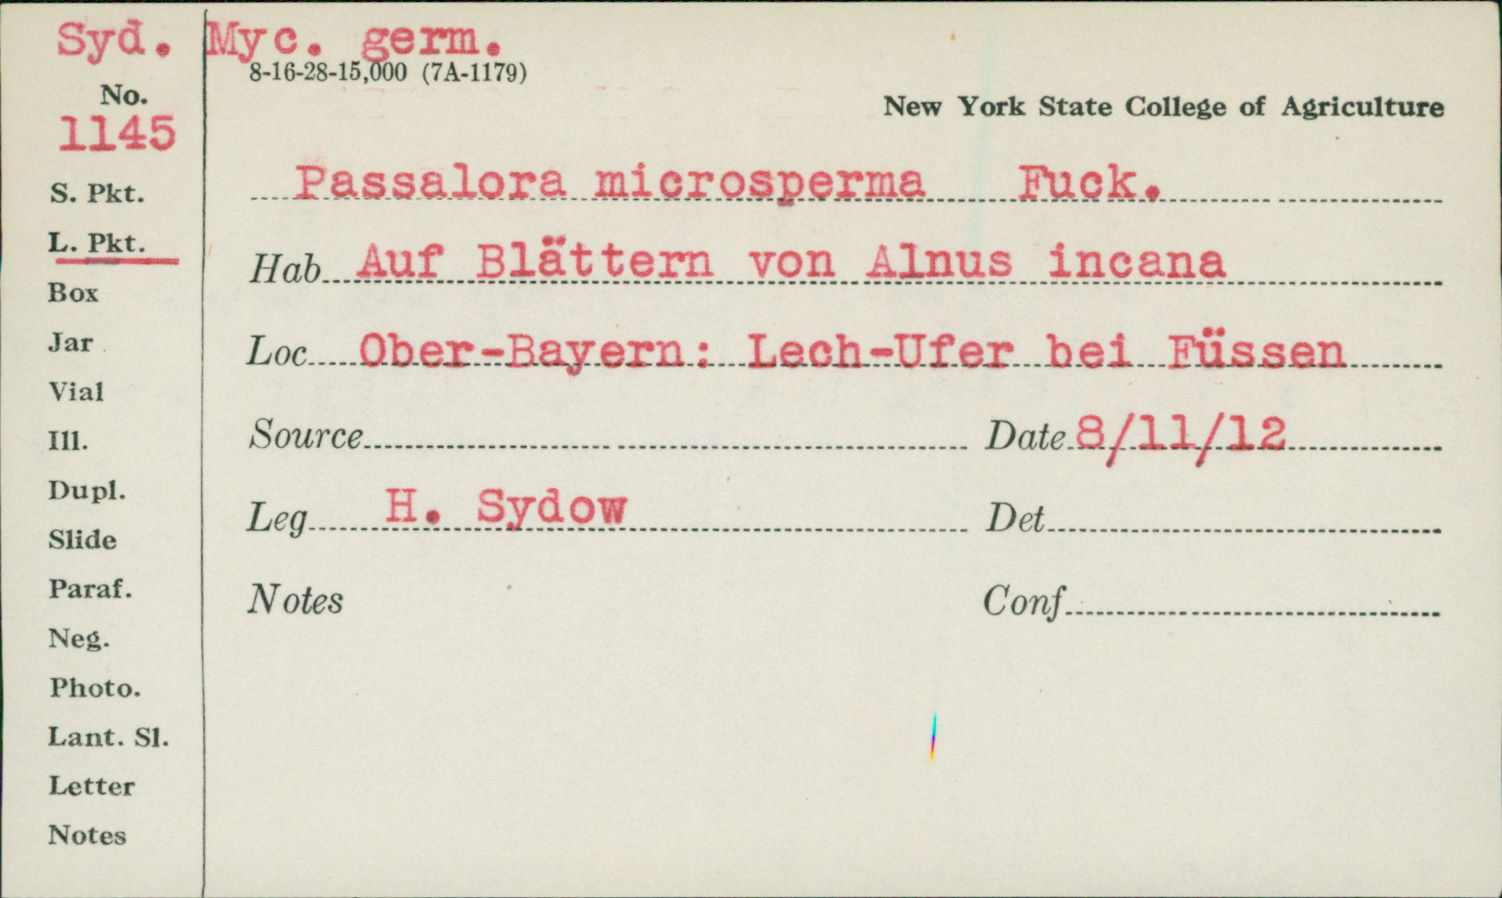 Syd. Myc. germ.
8-16-28-15,000 (7A-1179)
No.
1145
New York State College of Agriculture
Passalora microsperma Fuck.
S. Pkt.
L. Pkt.
Hab Auf Blättern von Alnus incana
Box
Jar
Loc Ober-Bayern: Lech-Ufer bei Füssen
Vial
Ill.
Source Date 8/11/12
Dupl.
Leg H. Sydow Det
Slide
Paraf.
Notes Conf
Neg.
Photo.
Lant. Sl.
Letter
Notes